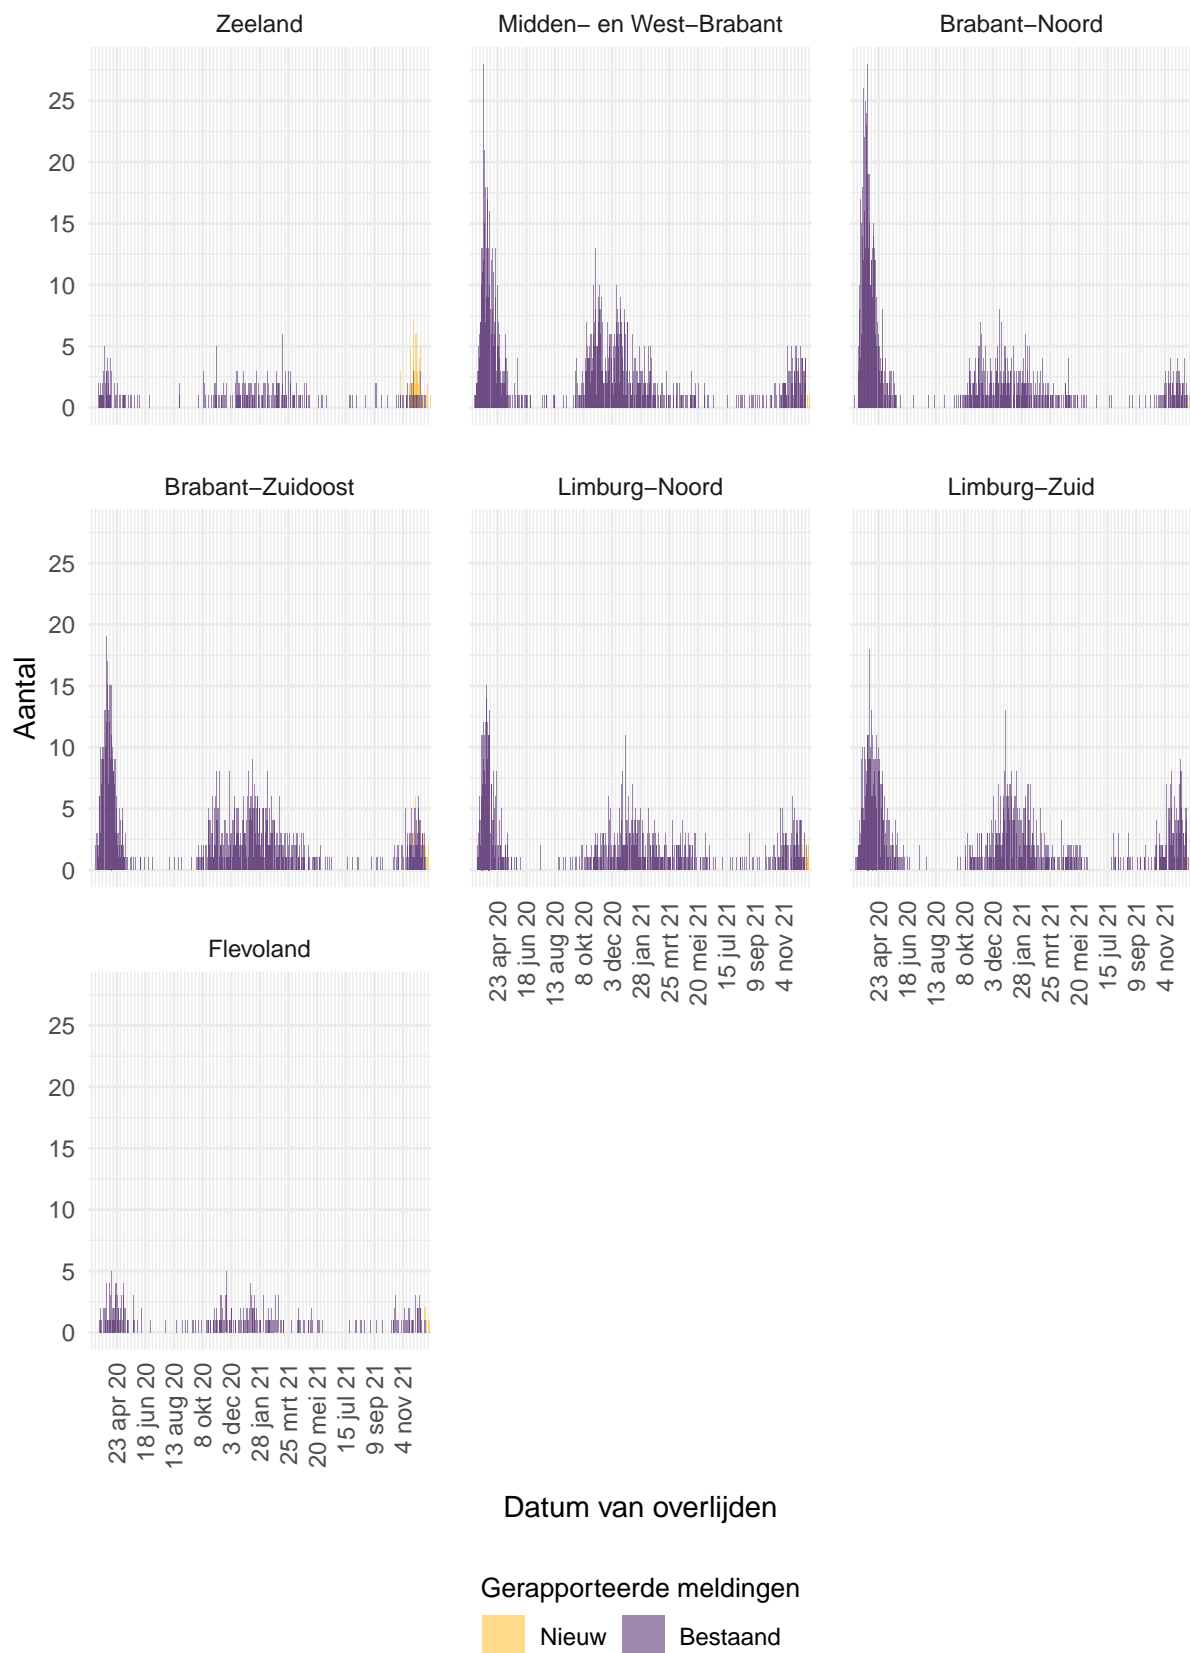 Zeeland
Midden− en West−Brabant
Brabant−Noord
25
20
15
10
5
0
Brabant−Zuidoost
Limburg−Noord
Limburg−Zuid
25
20
15
10
5
0
Aantal
23 apr 20
18 jun 20
13 aug 20
8 okt 20
3 dec 20
28 jan 21
25 mrt 21
20 mei 21
15 jul 21
9 sep 21
4 nov 21
23 apr 20
18 jun 20
13 aug 20
8 okt 20
3 dec 20
28 jan 21
25 mrt 21
20 mei 21
15 jul 21
9 sep 21
4 nov 21
Flevoland
25
20
15
10
5
0
23 apr 20
18 jun 20
13 aug 20
8 okt 20
3 dec 20
28 jan 21
25 mrt 21
20 mei 21
15 jul 21
9 sep 21
4 nov 21
Datum van overlijden
Gerapporteerde meldingen
Nieuw Bestaand